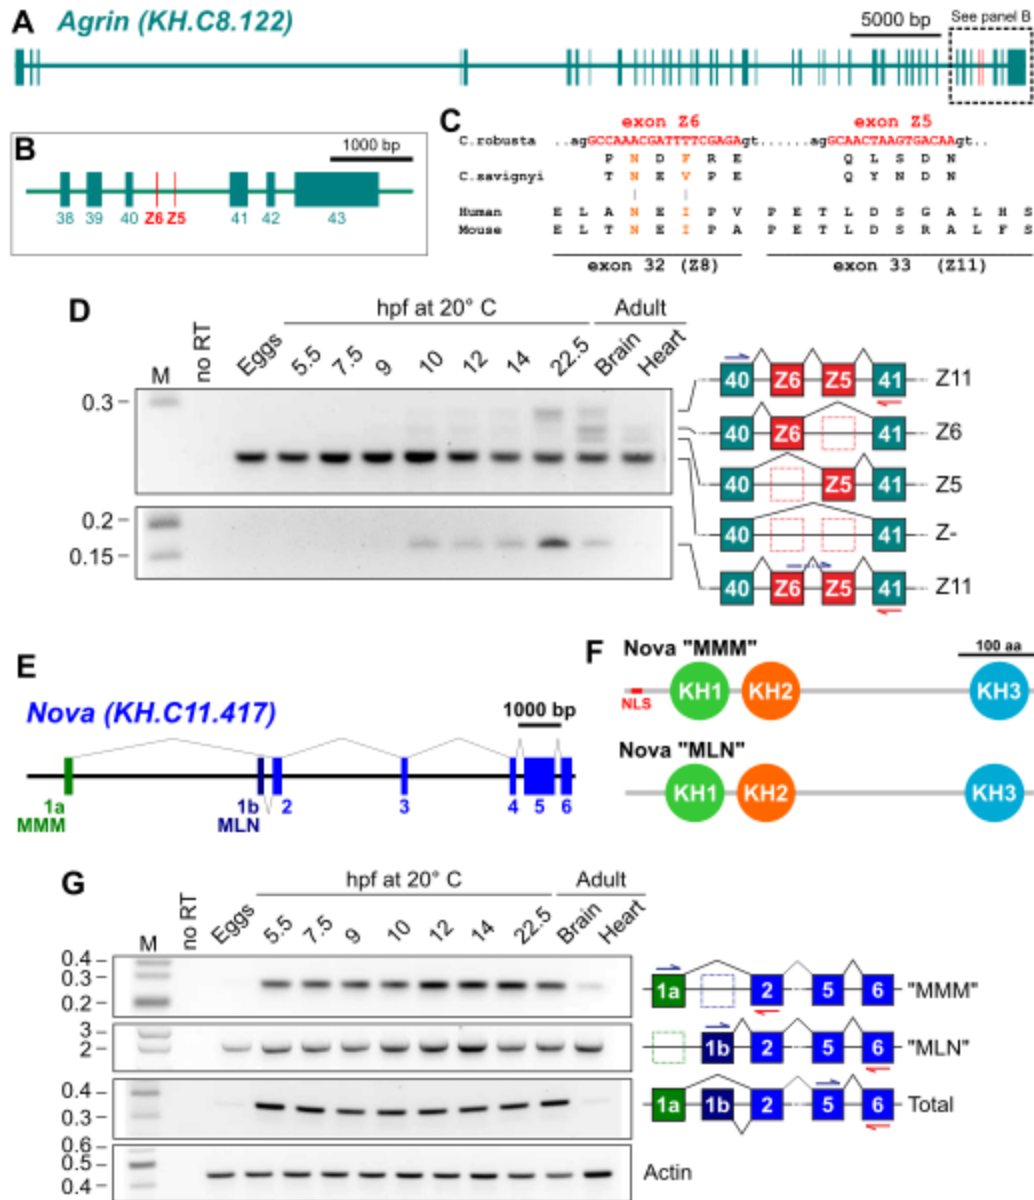 A Agrin (KH.C8.122) 5000 bp See panel B
B 1000 bp
38 39 40 Z6 Z5 41 42 43
C exon Z6 exon Z5
C.robusta ..agGCCAAACGATTTTCGAGAgt.......agGCAACTAAGTGACAAgt..
P N D F R E Q L S D N
C.savignyi T N E V P E Q Y N D N
Human E L A N E I P V P E T L D S G A L H S
Mouse E L T N E I P A P E T L D S R A L F S
exon 32 (Z8) exon 33 (Z11)
D hpf at 20° C Adult
M no RT Eggs 5.5 7.5 9 10 12 14 22.5 Brain Heart
0.3
0.2
0.15
40 Z6 Z5 41 Z11
40 Z6 41 Z6
40 Z5 41 Z5
40 41 Z-
40 Z6 Z5 41 Z11
E Nova (KH.C11.417) 1000 bp
1a 1b 2 3 4 5 6
MMM MLN
F Nova "MMM" 100 aa
NLS KH1 KH2 KH3
Nova "MLN"
KH1 KH2 KH3
G hpf at 20° C Adult
M no RT Eggs 5.5 7.5 9 10 12 14 22.5 Brain Heart
0.4
0.3
0.2
1a 2 5 6 "MMM"
3
2
1b 2 5 6 "MLN"
0.4
0.3
1a 1b 2 5 6 Total
0.6
0.5
0.4
Actin